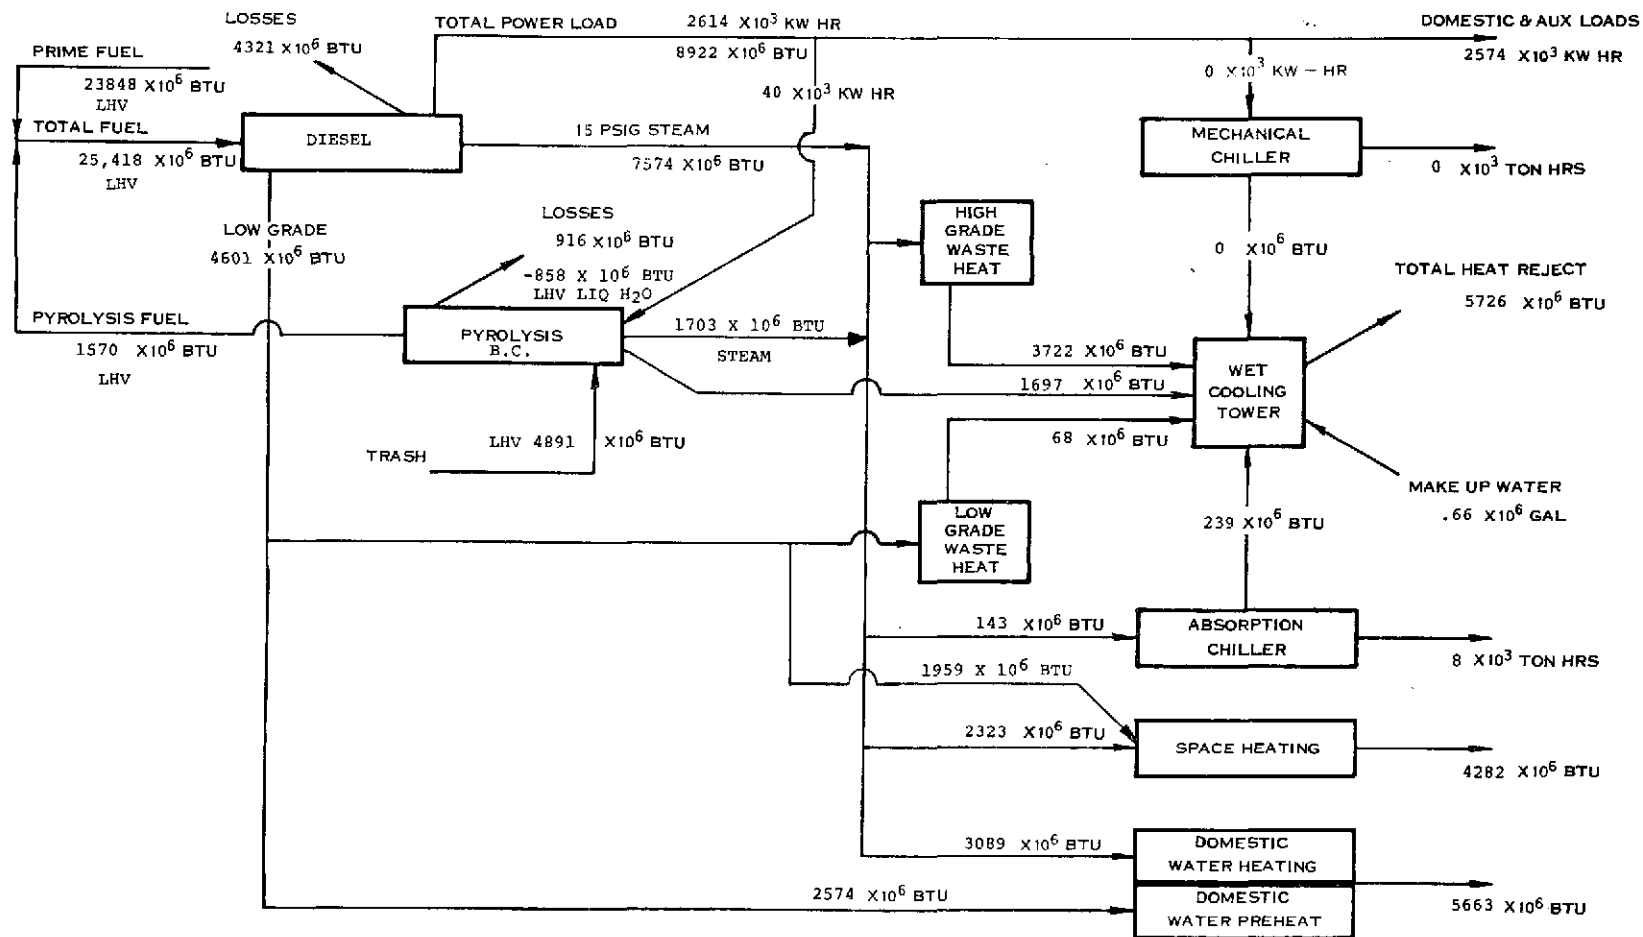 LOSSES
4321 X10⁶ BTU
TOTAL POWER LOAD
2614 X10³ KW HR
8922 X10⁶ BTU
DOMESTIC & AUX LOADS
2574 X10³ KW HR
PRIME FUEL
23848 X10⁶ BTU
LHV
TOTAL FUEL
25,418 X10⁶ BTU
LHV
DIESEL
15 PSIG STEAM
7574 X10⁶ BTU
40 X10³ KW HR
0 X10³ KW - HR
MECHANICAL
CHILLER
0 X10³ TON HRS
LOW GRADE
4601 X10⁶ BTU
LOSSES
916 X10⁶ BTU
-858 X 10⁶ BTU
LHV LIQ H₂O
HIGH
GRADE
WASTE
HEAT
0 X10⁶ BTU
TOTAL HEAT REJECT
5726 X10⁶ BTU
PYROLYSIS FUEL
1570 X10⁶ BTU
LHV
PYROLYSIS
B.C.
1703 X 10⁶ BTU
STEAM
3722 X10⁶ BTU
1697 X10⁶ BTU
68 X10⁶ BTU
WET
COOLING
TOWER
TRASH
LHV 4891 X10⁶ BTU
MAKE UP WATER
.66 X10⁶ GAL
239 X10⁶ BTU
LOW
GRADE
WASTE
HEAT
143 X10⁶ BTU
ABSORPTION
CHILLER
8 X10³ TON HRS
1959 X 10⁶ BTU
2323 X10⁶ BTU
SPACE HEATING
4282 X10⁶ BTU
3089 X10⁶ BTU
DOMESTIC
WATER HEATING
2574 X10⁶ BTU
DOMESTIC
WATER PREHEAT
5663 X10⁶ BTU